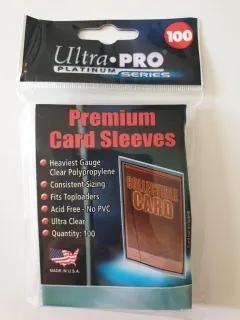 100
ULTRA•PRO
PLATINUM SERIES
Premium
Card Sleeves
• Heaviest Gauge
Clear Polypropylene
• Consistent Sizing
• Fits Toploaders
• Acid Free - No PVC
• Ultra Clear
• Quantity: 100
COLLECTIBLE
CARD
MADE IN U.S.A.